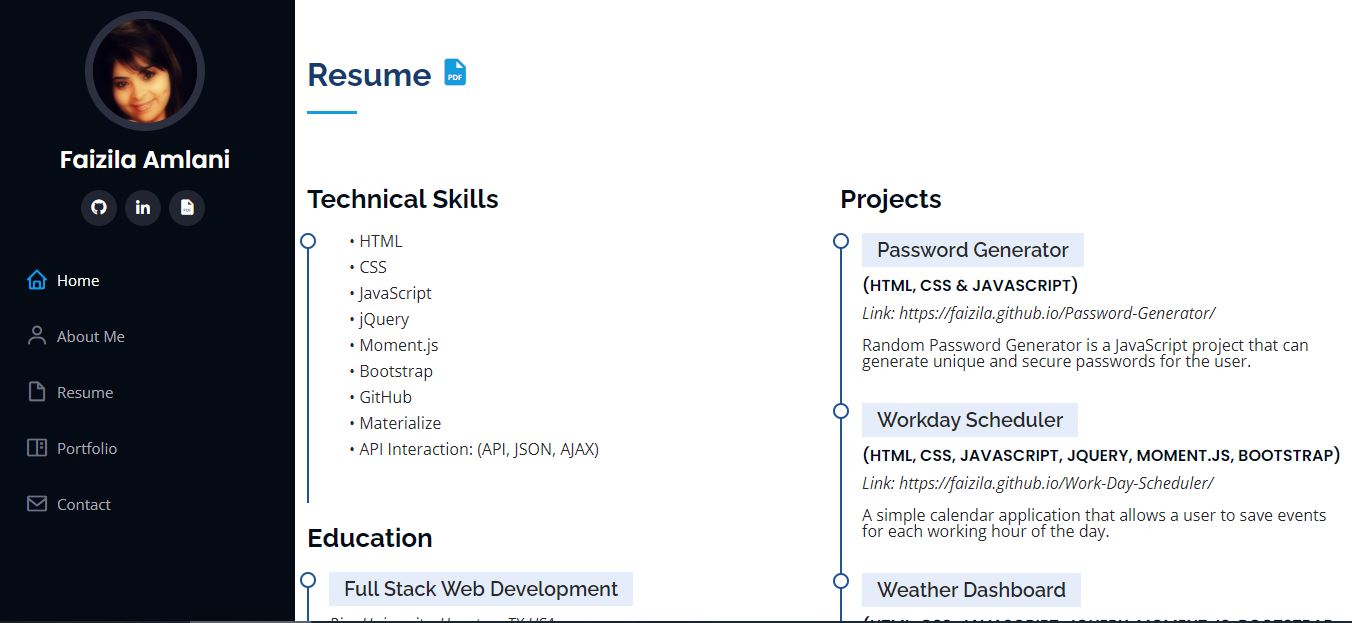 Faizila Amlani
Home
About Me
Resume
Portfolio
Contact
Resume
PDF
Technical Skills
• HTML
• CSS
• JavaScript
• jQuery
• Moment.js
• Bootstrap
• GitHub
• Materialize
• API Interaction: (API, JSON, AJAX)
Education
Full Stack Web Development
Projects
Password Generator
(HTML, CSS & JAVASCRIPT)
Link: https://faizila.github.io/Password-Generator/
Random Password Generator is a JavaScript project that can
generate unique and secure passwords for the user.
Workday Scheduler
(HTML, CSS, JAVASCRIPT, JQUERY, MOMENT.JS, BOOTSTRAP)
Link: https://faizila.github.io/Work-Day-Scheduler/
A simple calendar application that allows a user to save events
for each working hour of the day.
Weather Dashboard